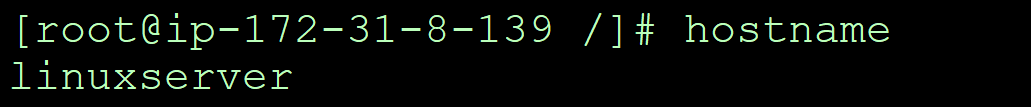 [root@ip-172-31-8-139 /]# hostname
linuxserver